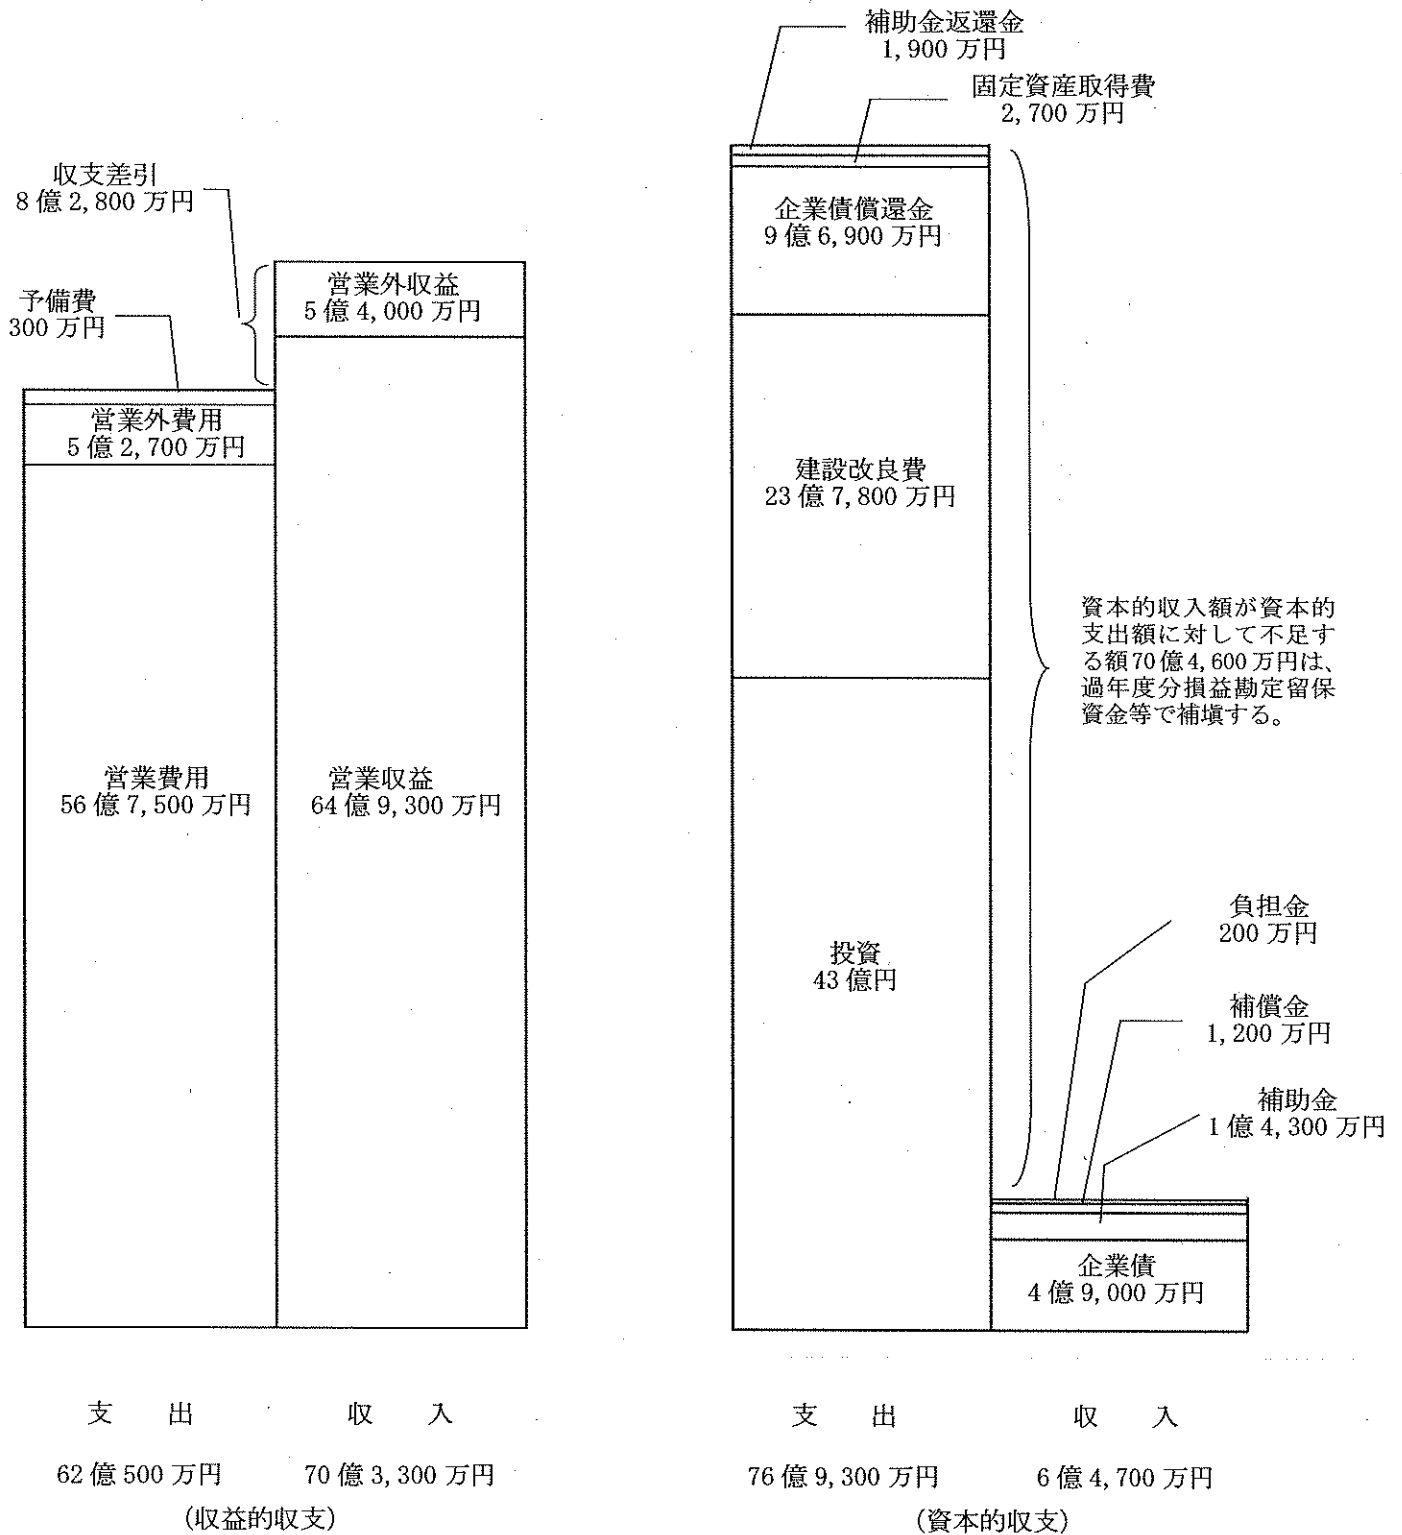 収支差引
8億2,800万円
予備費
300万円
営業外収益
5億4,000万円
営業外費用
5億2,700万円
営業費用
56億7,500万円
営業収益
64億9,300万円
支出
収入
62億500万円
70億3,300万円
(収益的収支)
補助金返還金
1,900万円
固定資産取得費
2,700万円
企業債償還金
9億6,900万円
建設改良費
23億7,800万円
投資
43億円
資本的収入額が資本的
支出額に対して不足す
る額70億4,600万円は、
過年度分損益勘定留保
資金等で補塡する。
負担金
200万円
補償金
1,200万円
補助金
1億4,300万円
企業債
4億9,000万円
支出
収入
76億9,300万円
6億4,700万円
(資本的収支)